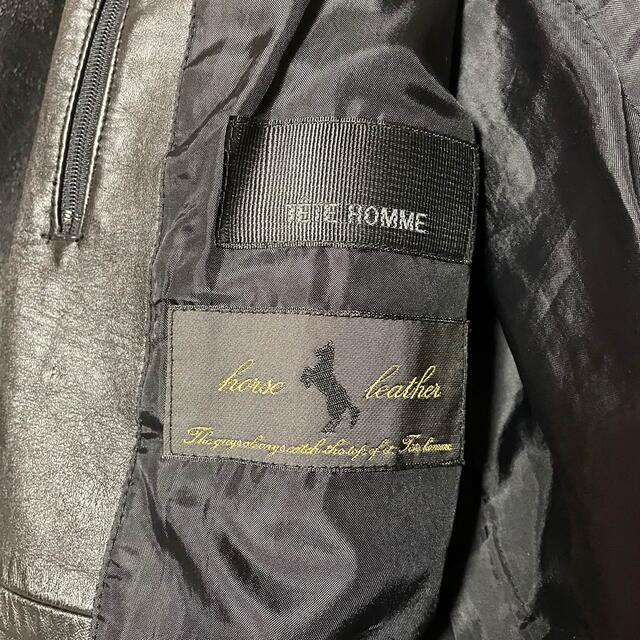 TETE HOMME
horse leather
The guys always catch the top of it. Tete homme.